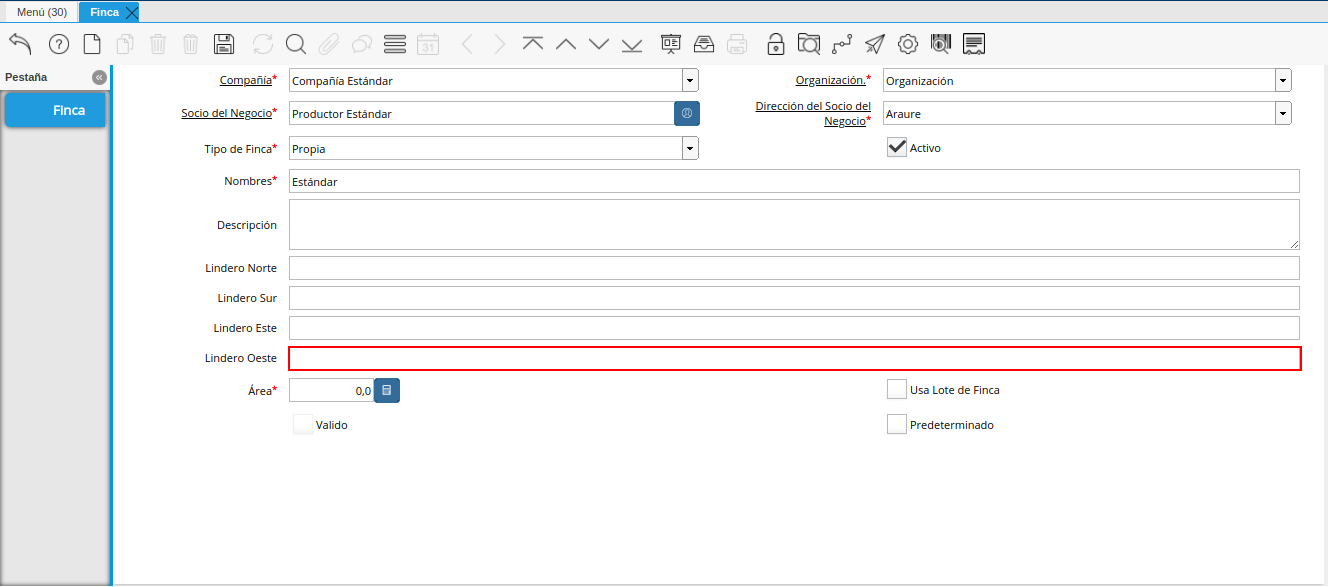 Menú (30) Finca
31
Pestaña
Finca
Compañía* Compañía Estándar Organización.* Organización
Socio del Negocio* Productor Estándar Dirección del Socio del Negocio* Araure
Tipo de Finca* Propia Activo
Nombres* Estándar
Descripción
Lindero Norte
Lindero Sur
Lindero Este
Lindero Oeste
Área* 0,0 Usa Lote de Finca
Valido Predeterminado